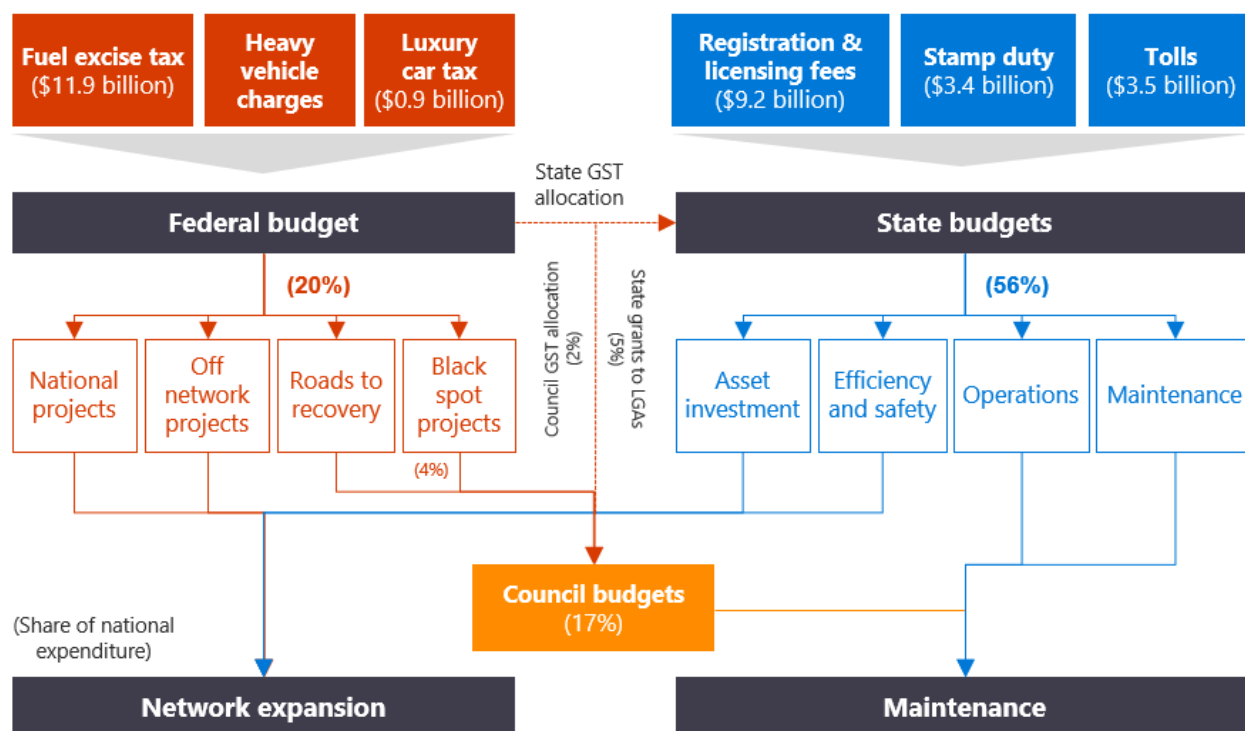 Fuel excise tax
($11.9 billion)
Heavy
vehicle
charges
Luxury
car tax
($0.9 billion)
Registration &
licensing fees
($9.2 billion)
Stamp duty
($3.4 billion)
Tolls
($3.5 billion)
State GST
allocation
Federal budget
State budgets
(20%)
Council GST allocation
(2%)
State grants to LGAs
(5%)
(56%)
National
projects
Off
network
projects
Roads to
recovery
Black
spot
projects
Asset
investment
Efficiency
and safety
Operations
Maintenance
(4%)
Council budgets
(17%)
(Share of national
expenditure)
Network expansion
Maintenance